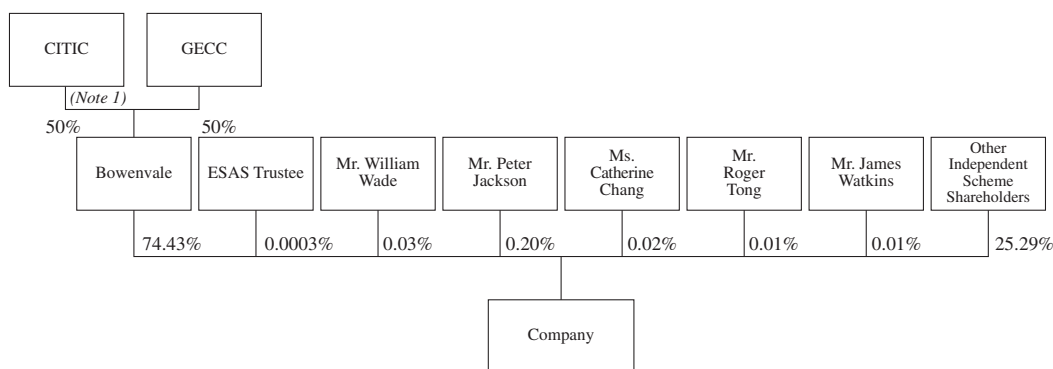 CITIC
GECC
(Note 1)
50%
50%
Bowenvale
ESAS Trustee
Mr. William
Wade
Mr. Peter
Jackson
Ms.
Catherine
Chang
Mr.
Roger
Tong
Mr. James
Watkins
Other
Independent
Scheme
Shareholders
74.43%
0.0003%
0.03%
0.20%
0.02%
0.01%
0.01%
25.29%
Company